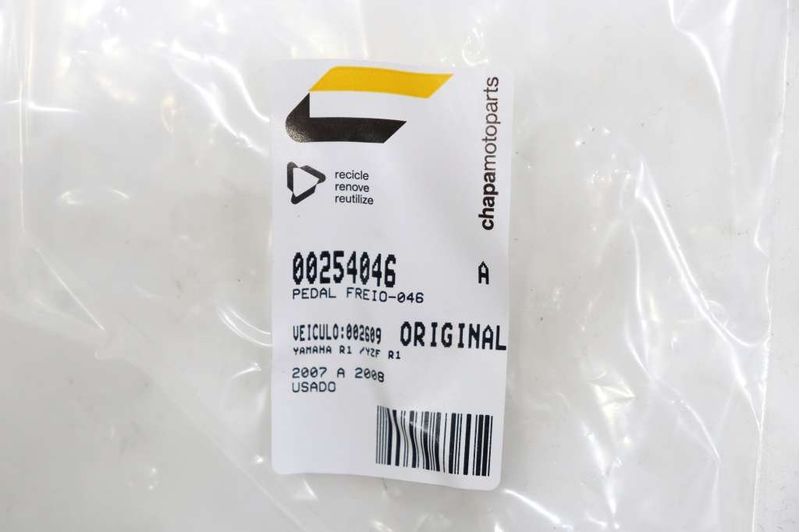 chapamotoparts
recicle
renove
reutilize
00254046 A
PEDAL FREIO-046
VEICULO:002609 ORIGINAL
YAMAHA R1 /YZF R1
2007 A 2008
USADO